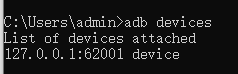 C:\Users\admin>adb devices
List of devices attached
127.0.0.1:62001 device